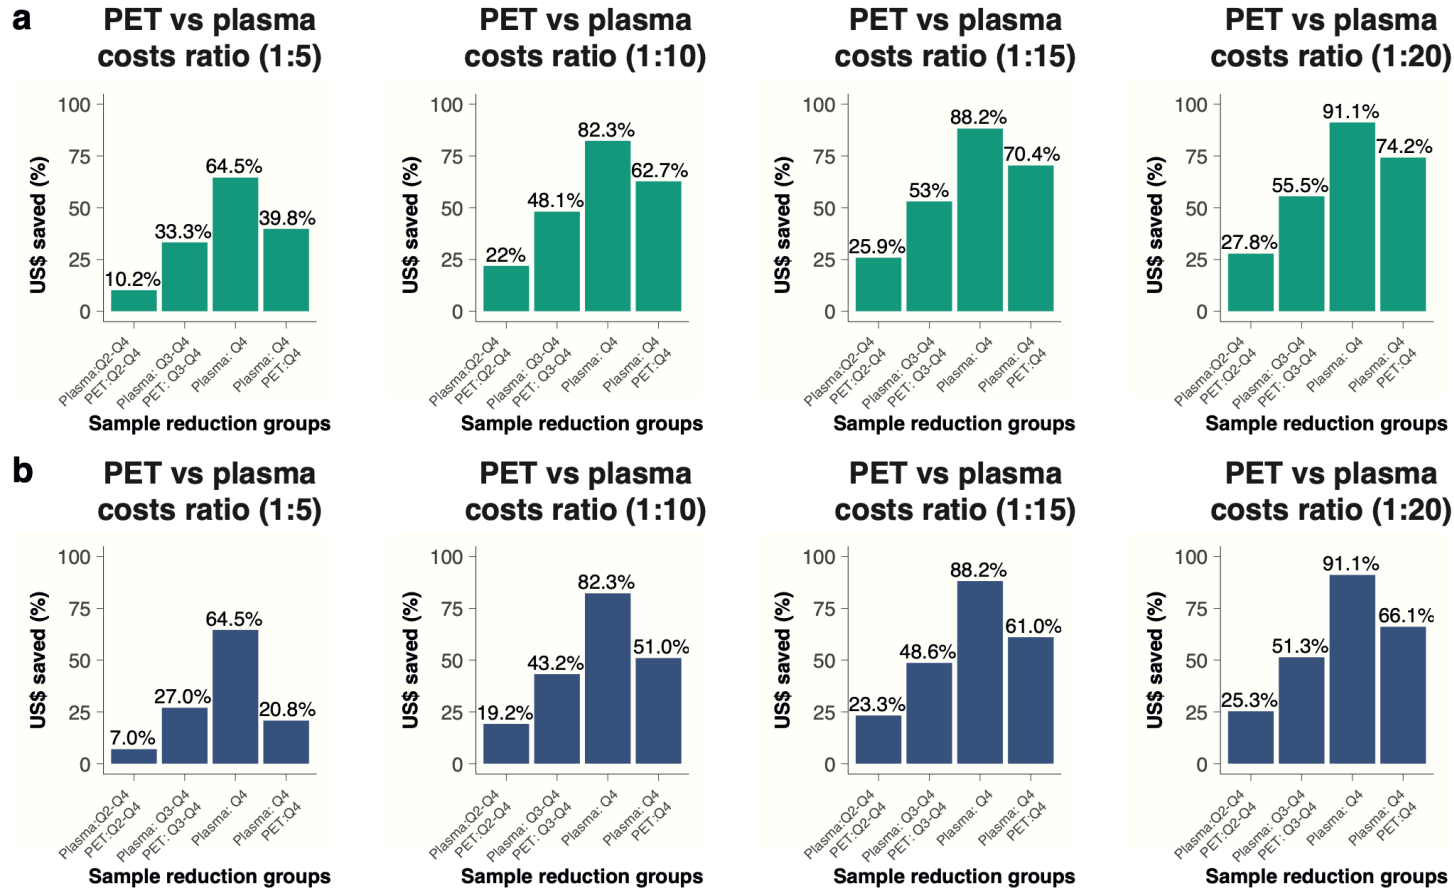 a
PET vs plasma
costs ratio (1:5)
US$ saved (%)
100
75
50
25
0
10.2%
33.3%
64.5%
39.8%
Plasma:Q2-Q4
PET:Q2-Q4
Plasma: Q3-Q4
PET: Q3-Q4
Plasma: Q4
Plasma: Q4
PET:Q4
Sample reduction groups
PET vs plasma
costs ratio (1:10)
US$ saved (%)
100
75
50
25
0
22%
48.1%
82.3%
62.7%
Plasma:Q2-Q4
PET:Q2-Q4
Plasma: Q3-Q4
PET: Q3-Q4
Plasma: Q4
Plasma: Q4
PET:Q4
Sample reduction groups
PET vs plasma
costs ratio (1:15)
US$ saved (%)
100
75
50
25
0
25.9%
53%
88.2%
70.4%
Plasma:Q2-Q4
PET:Q2-Q4
Plasma: Q3-Q4
PET: Q3-Q4
Plasma: Q4
Plasma: Q4
PET:Q4
Sample reduction groups
PET vs plasma
costs ratio (1:20)
US$ saved (%)
100
75
50
25
0
27.8%
55.5%
91.1%
74.2%
Plasma:Q2-Q4
PET:Q2-Q4
Plasma: Q3-Q4
PET: Q3-Q4
Plasma: Q4
Plasma: Q4
PET:Q4
Sample reduction groups
b
PET vs plasma
costs ratio (1:5)
US$ saved (%)
100
75
50
25
0
7.0%
27.0%
64.5%
20.8%
Plasma:Q2-Q4
PET:Q2-Q4
Plasma: Q3-Q4
PET: Q3-Q4
Plasma: Q4
Plasma: Q4
PET:Q4
Sample reduction groups
PET vs plasma
costs ratio (1:10)
US$ saved (%)
100
75
50
25
0
19.2%
43.2%
82.3%
51.0%
Plasma:Q2-Q4
PET:Q2-Q4
Plasma: Q3-Q4
PET: Q3-Q4
Plasma: Q4
Plasma: Q4
PET:Q4
Sample reduction groups
PET vs plasma
costs ratio (1:15)
US$ saved (%)
100
75
50
25
0
23.3%
48.6%
88.2%
61.0%
Plasma:Q2-Q4
PET:Q2-Q4
Plasma: Q3-Q4
PET: Q3-Q4
Plasma: Q4
Plasma: Q4
PET:Q4
Sample reduction groups
PET vs plasma
costs ratio (1:20)
US$ saved (%)
100
75
50
25
0
25.3%
51.3%
91.1%
66.1%
Plasma:Q2-Q4
PET:Q2-Q4
Plasma: Q3-Q4
PET: Q3-Q4
Plasma: Q4
Plasma: Q4
PET:Q4
Sample reduction groups